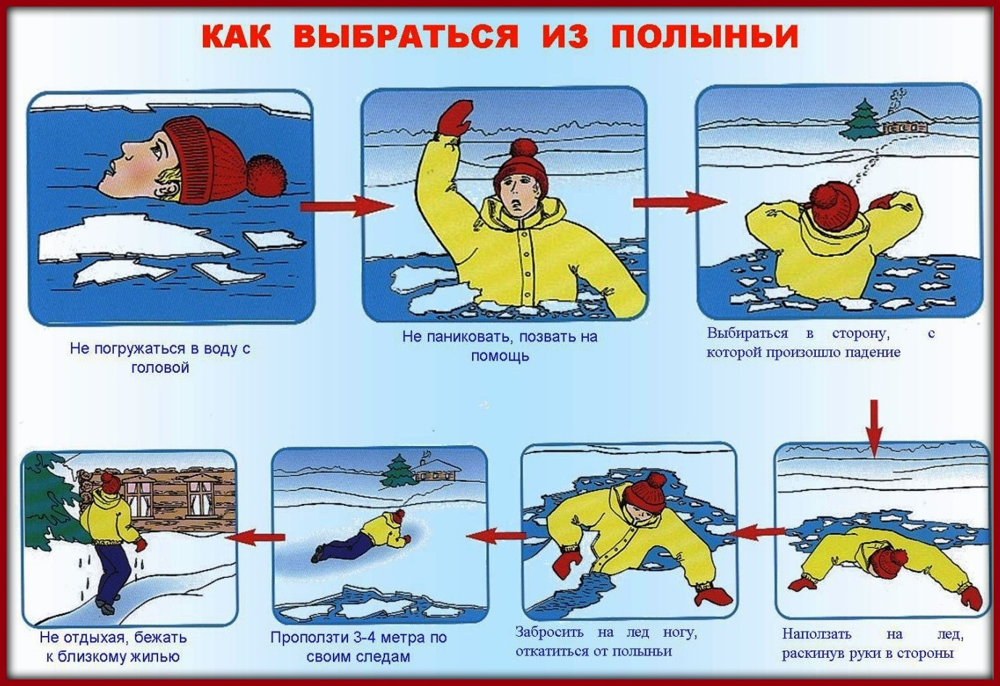 КАК ВЫБРАТЬСЯ ИЗ ПОЛЫНЬИ
Не погружаться в воду с
головой
Не паниковать, позвать на
помощь
Выбираться в сторону, с
которой произошло падение
Наползать на лед,
раскинув руки в стороны
Забросить на лед ногу,
откатиться от полыньи
Проползти 3-4 метра по
своим следам
Не отдыхая, бежать
к близкому жилью